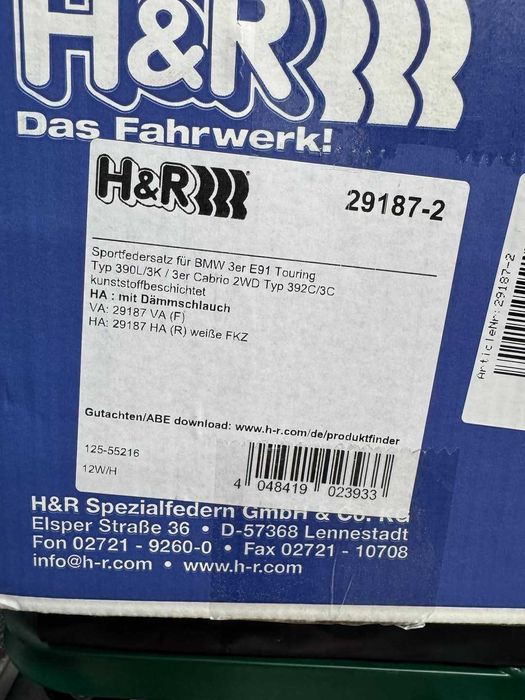 H&R
Das Fahrwerk!
H&R
29187-2
Sportfedersatz für BMW 3er E91 Touring
Typ 390L/3K / 3er Cabrio 2WD Typ 392C/3C
kunststoffbeschichtet
HA : mit Dämmschlauch
VA: 29187 VA (F)
HA: 29187 HA (R) weiße FKZ
Gutachten/ABE download: www.h-r.com/de/produktfinder
125-55216
12W/H
4 048419 023933
ArticleNr: 29187-2
H&R Spezialfedern GmbH & Co. KG
Elsper Straße 36 • D-57368 Lennestadt
Fon 02721 - 9260-0 • Fax 02721 - 10708
info@h-r.com • www.h-r.com